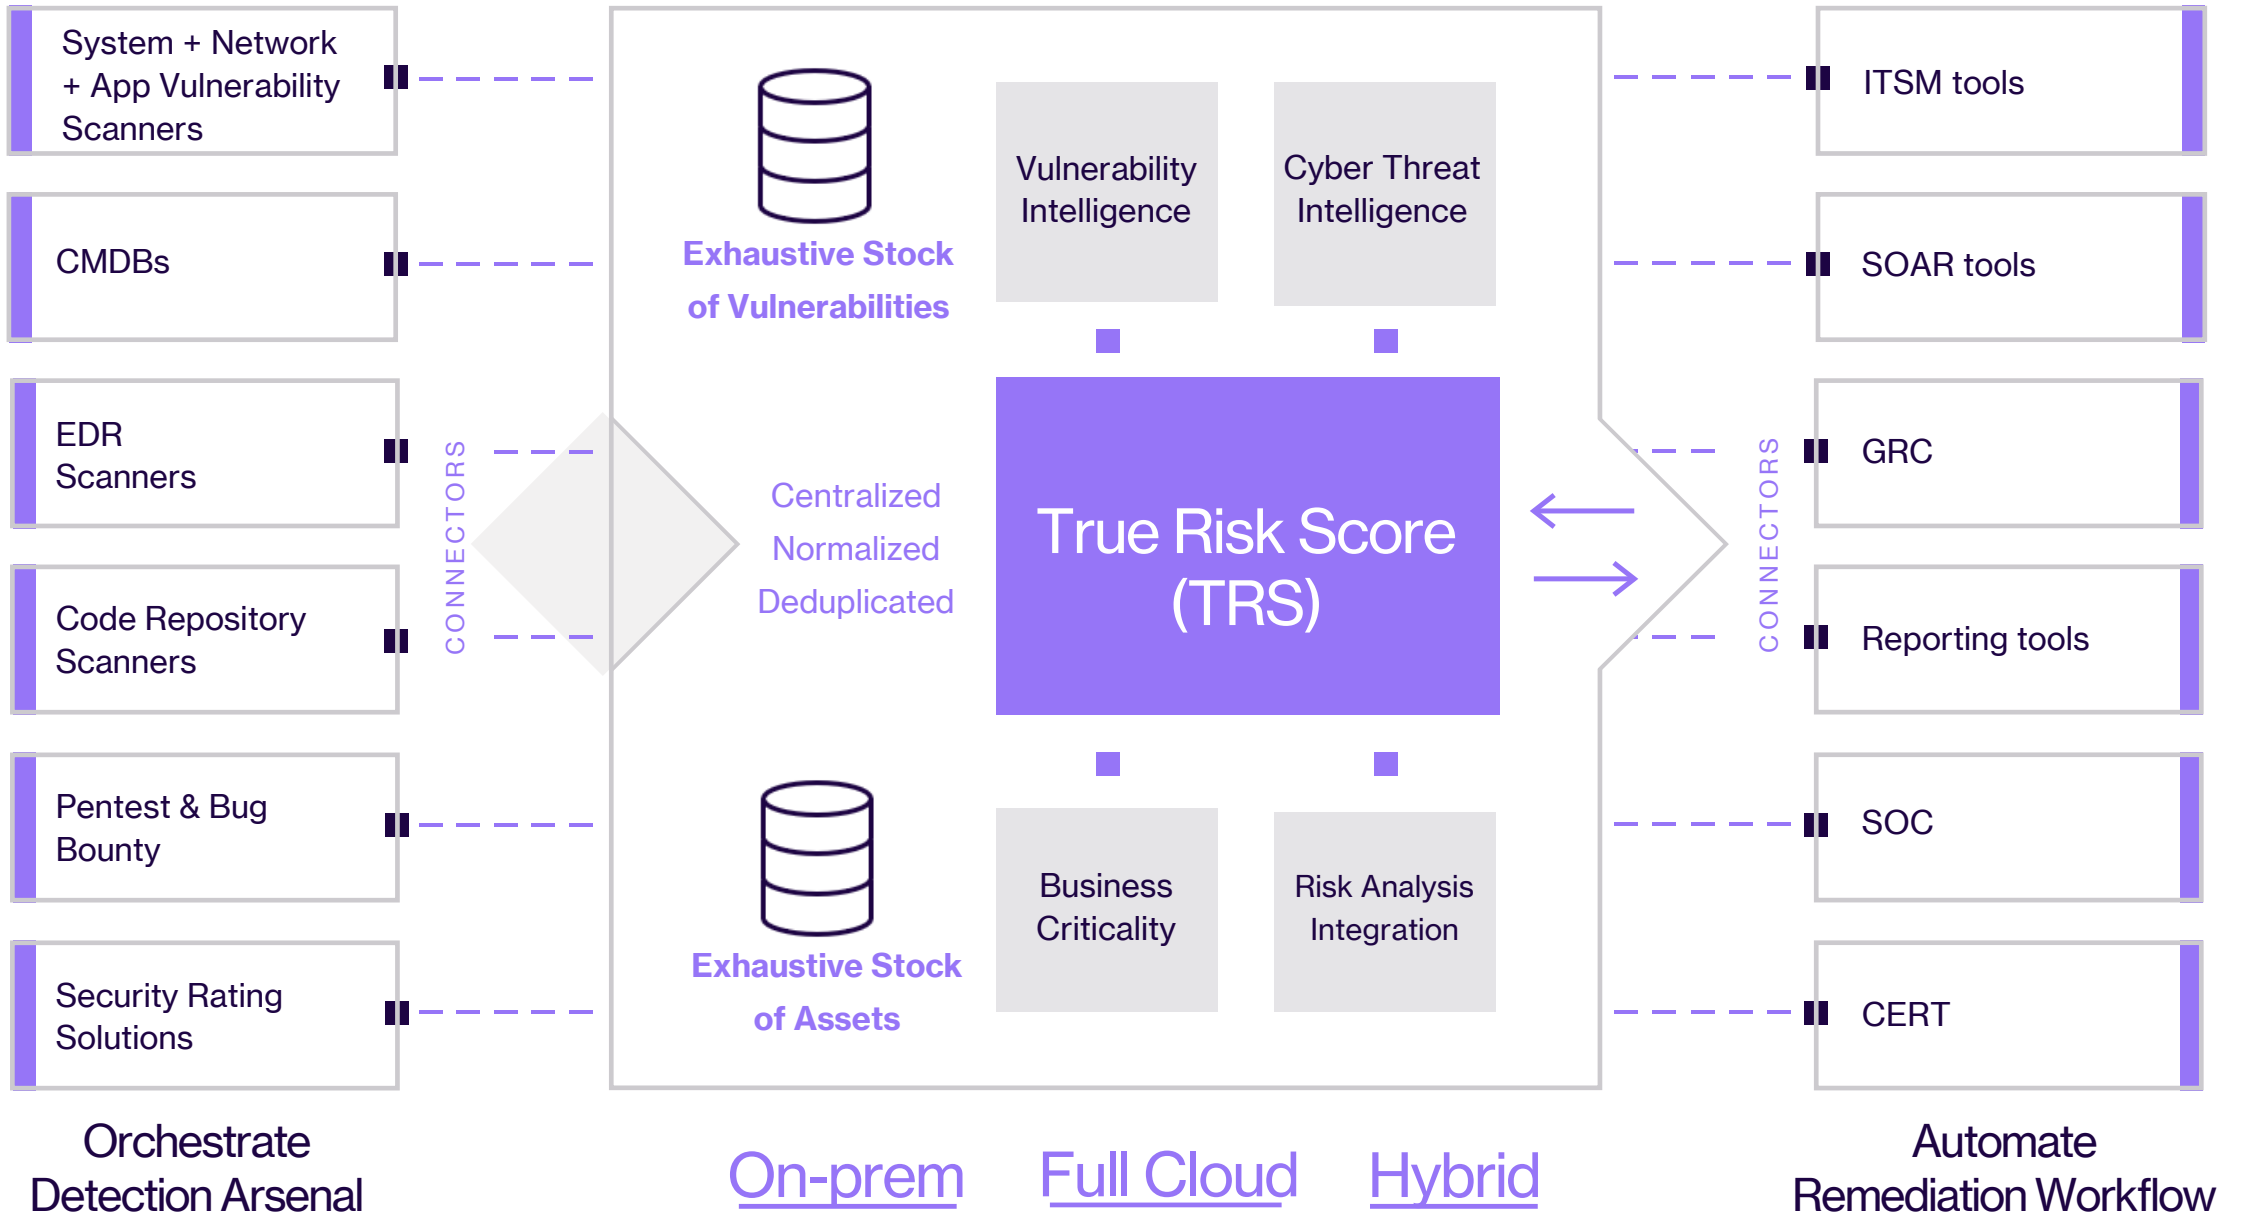 System + Network
+ App Vulnerability
Scanners
CMDBs
EDR
Scanners
Code Repository
Scanners
Pentest & Bug
Bounty
Security Rating
Solutions
Orchestrate
Detection Arsenal
CONNECTORS
Exhaustive Stock
of Vulnerabilities
Centralized
Normalized
Deduplicated
Exhaustive Stock
of Assets
Vulnerability
Intelligence
Cyber Threat
Intelligence
True Risk Score
(TRS)
Business
Criticality
Risk Analysis
Integration
On-prem
Full Cloud
Hybrid
CONNECTORS
ITSM tools
SOAR tools
GRC
Reporting tools
SOC
CERT
Automate
Remediation Workflow